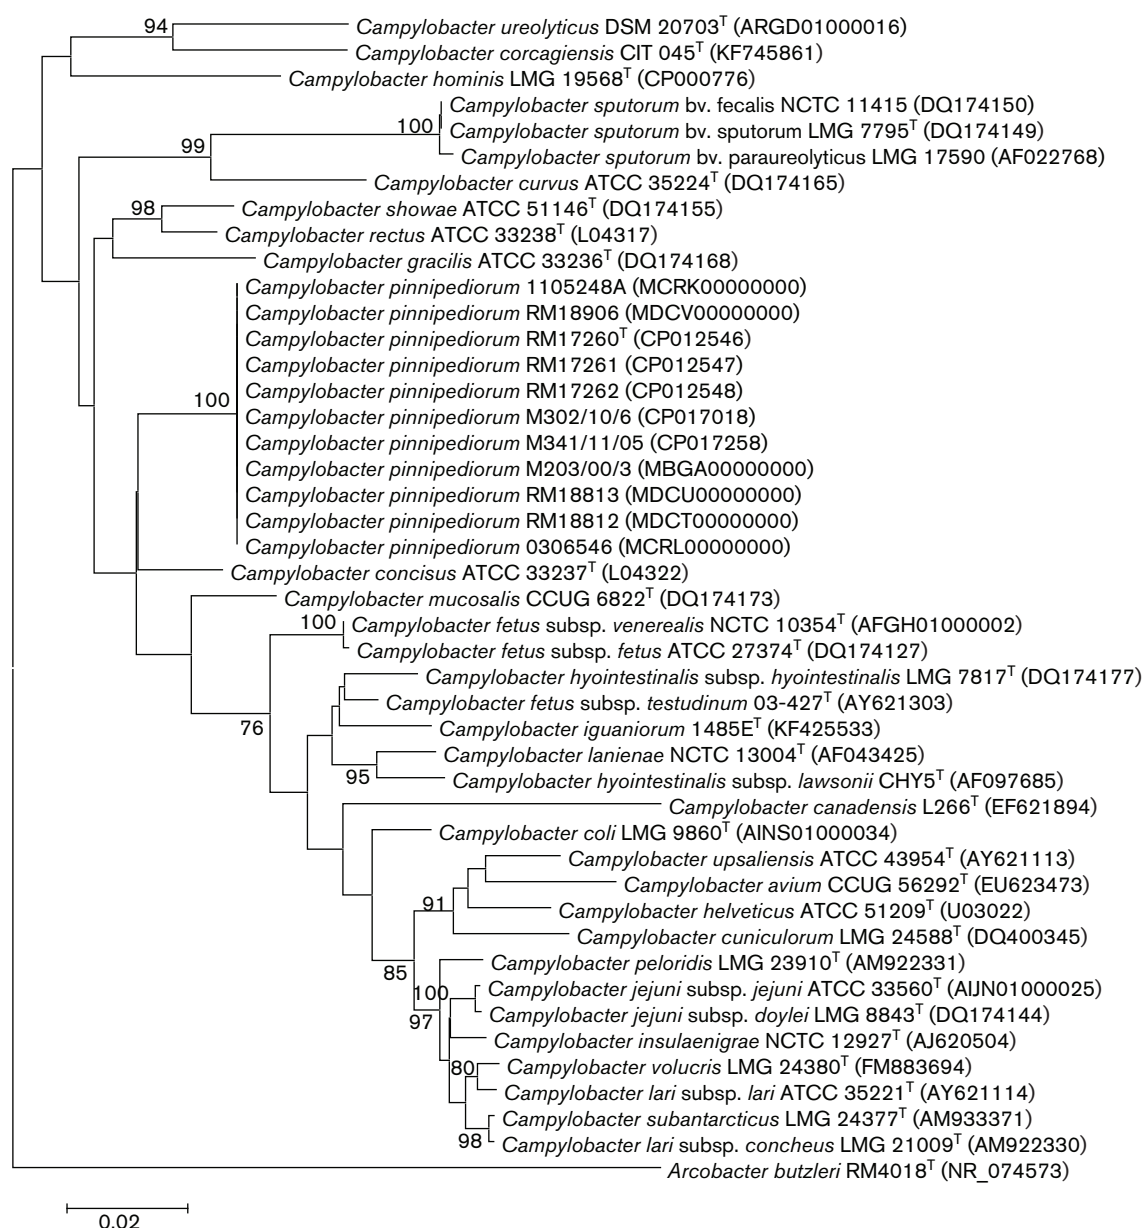 94
Campylobacter ureolyticus DSM 20703T (ARGD01000016)
Campylobacter corcagiensis CIT 045T (KF745861)
Campylobacter hominis LMG 19568T (CP000776)
Campylobacter sputorum bv. fecalis NCTC 11415 (DQ174150)
100
Campylobacter sputorum bv. sputorum LMG 7795T (DQ174149)
99
Campylobacter sputorum bv. paraureolyticus LMG 17590 (AF022768)
Campylobacter curvus ATCC 35224T (DQ174165)
98
Campylobacter showae ATCC 51146T (DQ174155)
Campylobacter rectus ATCC 33238T (L04317)
Campylobacter gracilis ATCC 33236T (DQ174168)
Campylobacter pinnipediorum 1105248A (MCRK00000000)
Campylobacter pinnipediorum RM18906 (MDCV00000000)
Campylobacter pinnipediorum RM17260T (CP012546)
Campylobacter pinnipediorum RM17261 (CP012547)
Campylobacter pinnipediorum RM17262 (CP012548)
100
Campylobacter pinnipediorum M302/10/6 (CP017018)
Campylobacter pinnipediorum M341/11/05 (CP017258)
Campylobacter pinnipediorum M203/00/3 (MBGA00000000)
Campylobacter pinnipediorum RM18813 (MDCU00000000)
Campylobacter pinnipediorum RM18812 (MDCT00000000)
Campylobacter pinnipediorum 0306546 (MCRL00000000)
Campylobacter concisus ATCC 33237T (L04322)
Campylobacter mucosalis CCUG 6822T (DQ174173)
100
Campylobacter fetus subsp. venerealis NCTC 10354T (AFGH01000002)
Campylobacter fetus subsp. fetus ATCC 27374T (DQ174127)
Campylobacter hyointestinalis subsp. hyointestinalis LMG 7817T (DQ174177)
Campylobacter fetus subsp. testudinum 03-427T (AY621303)
76
Campylobacter iguaniorum 1485ET (KF425533)
Campylobacter lanienae NCTC 13004T (AF043425)
95
Campylobacter hyointestinalis subsp. lawsonii CHY5T (AF097685)
Campylobacter canadensis L266T (EF621894)
Campylobacter coli LMG 9860T (AINS01000034)
Campylobacter upsaliensis ATCC 43954T (AY621113)
Campylobacter avium CCUG 56292T (EU623473)
91
Campylobacter helveticus ATCC 51209T (U03022)
Campylobacter cuniculorum LMG 24588T (DQ400345)
85
Campylobacter peloridis LMG 23910T (AM922331)
100
Campylobacter jejuni subsp. jejuni ATCC 33560T (AIJN01000025)
97
Campylobacter jejuni subsp. doylei LMG 8843T (DQ174144)
Campylobacter insulaenigrae NCTC 12927T (AJ620504)
80
Campylobacter volucris LMG 24380T (FM883694)
Campylobacter lari subsp. lari ATCC 35221T (AY621114)
Campylobacter subantarcticus LMG 24377T (AM933371)
98
Campylobacter lari subsp. concheus LMG 21009T (AM922330)
Arcobacter butzleri RM4018T (NR_074573)
0.02